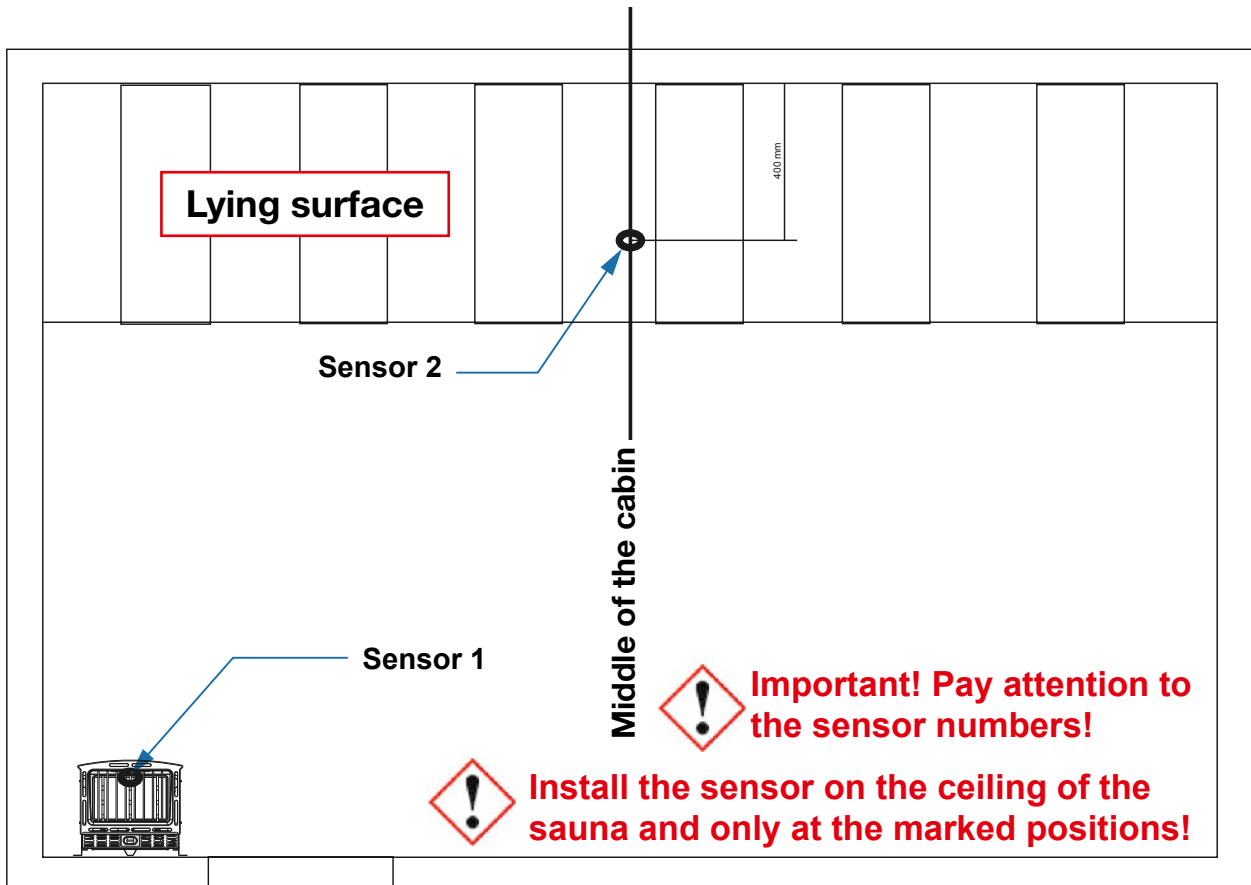 400 mm
Lying surface
Sensor 2
Middle of the cabin
Sensor 1
Important! Pay attention to
the sensor numbers!
Install the sensor on the ceiling of the
sauna and only at the marked positions!